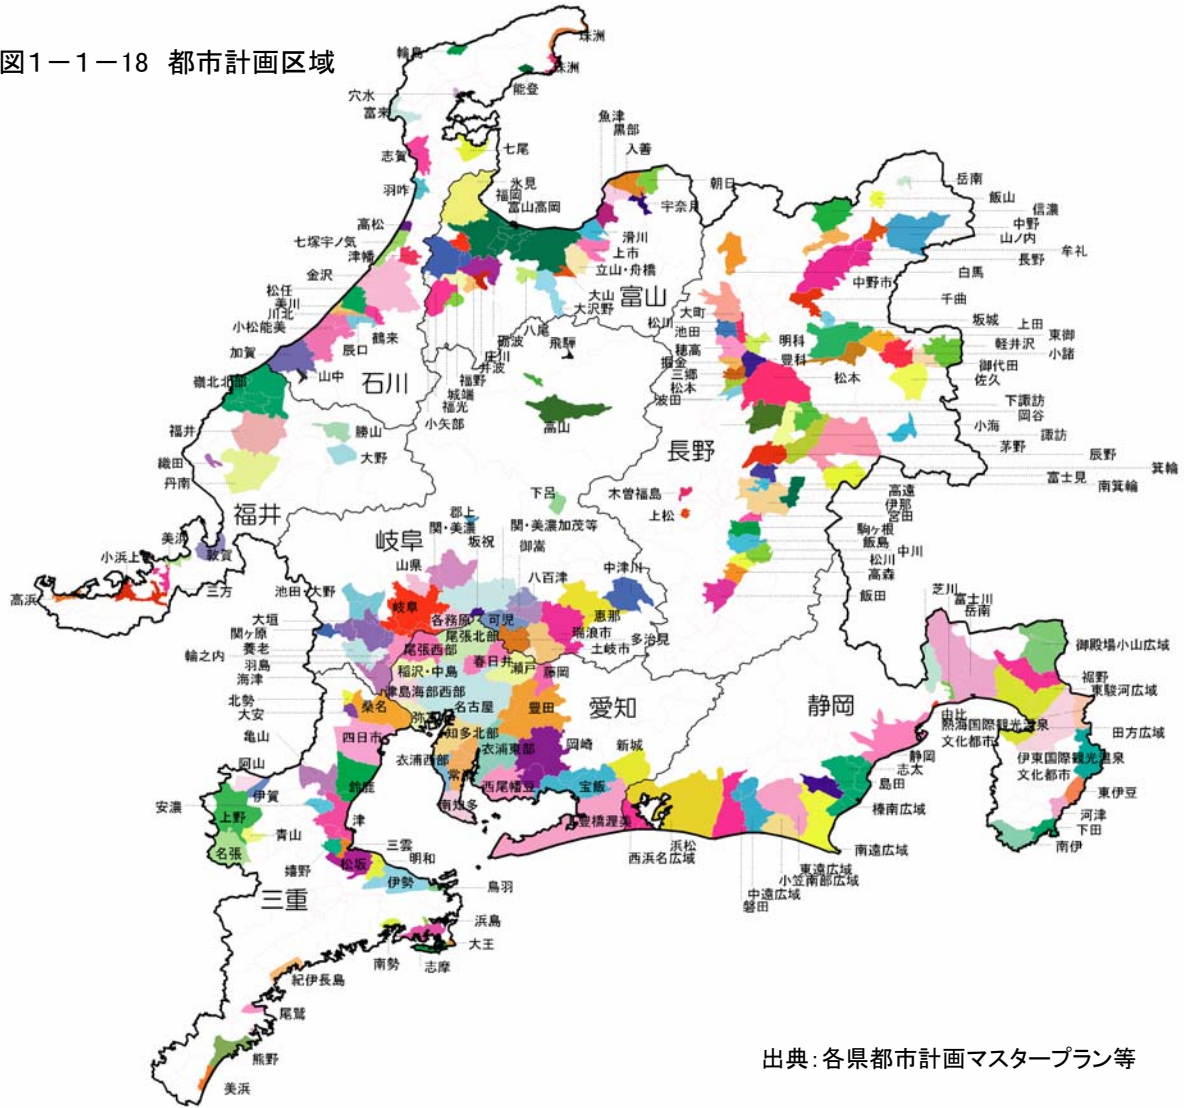 図1-1-18 都市計画区域
輪島
珠洲
珠洲
能登
穴水
富来
志賀
七尾
羽咋
氷見
福岡
富山高岡
魚津
黒部
入善
朝日
宇奈月
高松
七塚宇ノ気
津幡
滑川
上市
立山・舟橋
金沢
松任
美川
川北
小松能美
大山
大沢野
富山
加賀
辰口
鶴来
山中
石川
八尾
砺波
庄川
井波
福野
城端
福光
小矢部
飛騨
高山
嶺北北部
福井
勝山
大野
織田
丹南
福井
美浜
敦賀
小浜上
三方
高浜
岳南
飯山
信濃
中野
山ノ内
長野
牟礼
白馬
中野市
千曲
大町
松川
池田
穂高
掘金
三郷
松本
波田
明科
豊科
松本
坂城
上田
東御
軽井沢
小諸
御代田
佐久
下諏訪
岡谷
小海
諏訪
茅野
辰野
富士見
箕輪
南箕輪
長野
木曽福島
上松
高遠
伊那
宮田
駒ヶ根
飯島
中川
松川
高森
飯田
下呂
郡上
関・美濃
関・美濃加茂等
坂祝
御嵩
岐阜
山県
八百津
中津川
池田・大野
岐阜
各務原
可児
恵那
大垣
関ヶ原
養老
輪之内
羽島
海津
尾張北部
尾張西部
瑞浪市
多治見
土岐市
稲沢・中島
春日井
瀬戸
藤岡
津島海部西部
北勢
大安
桑名
弥富
名古屋
豊田
愛知
亀山
四日市
知多北部
衣浦東部
岡崎
新城
衣浦西部
阿山
伊賀
鈴鹿
常滑
西尾幡豆
宝飯
安濃
上野
津
南知多
豊橋渥美
青山
名張
三雲
明和
嬉野
松阪
伊勢
鳥羽
三重
浜島
大王
南勢
志摩
紀伊長島
尾鷲
熊野
美浜
静岡
芝川
富士川
岳南
御殿場小山広域
裾野
東駿河広域
由比
熱海国際観光温泉
文化都市
田方広域
伊東国際観光温泉
文化都市
東伊豆
河津
下田
南伊
静岡
志太
島田
榛南広域
南遠広域
浜松
西浜名広域
東遠広域
小笠南部広域
中遠広域
磐田
出典:各県都市計画マスタープラン等